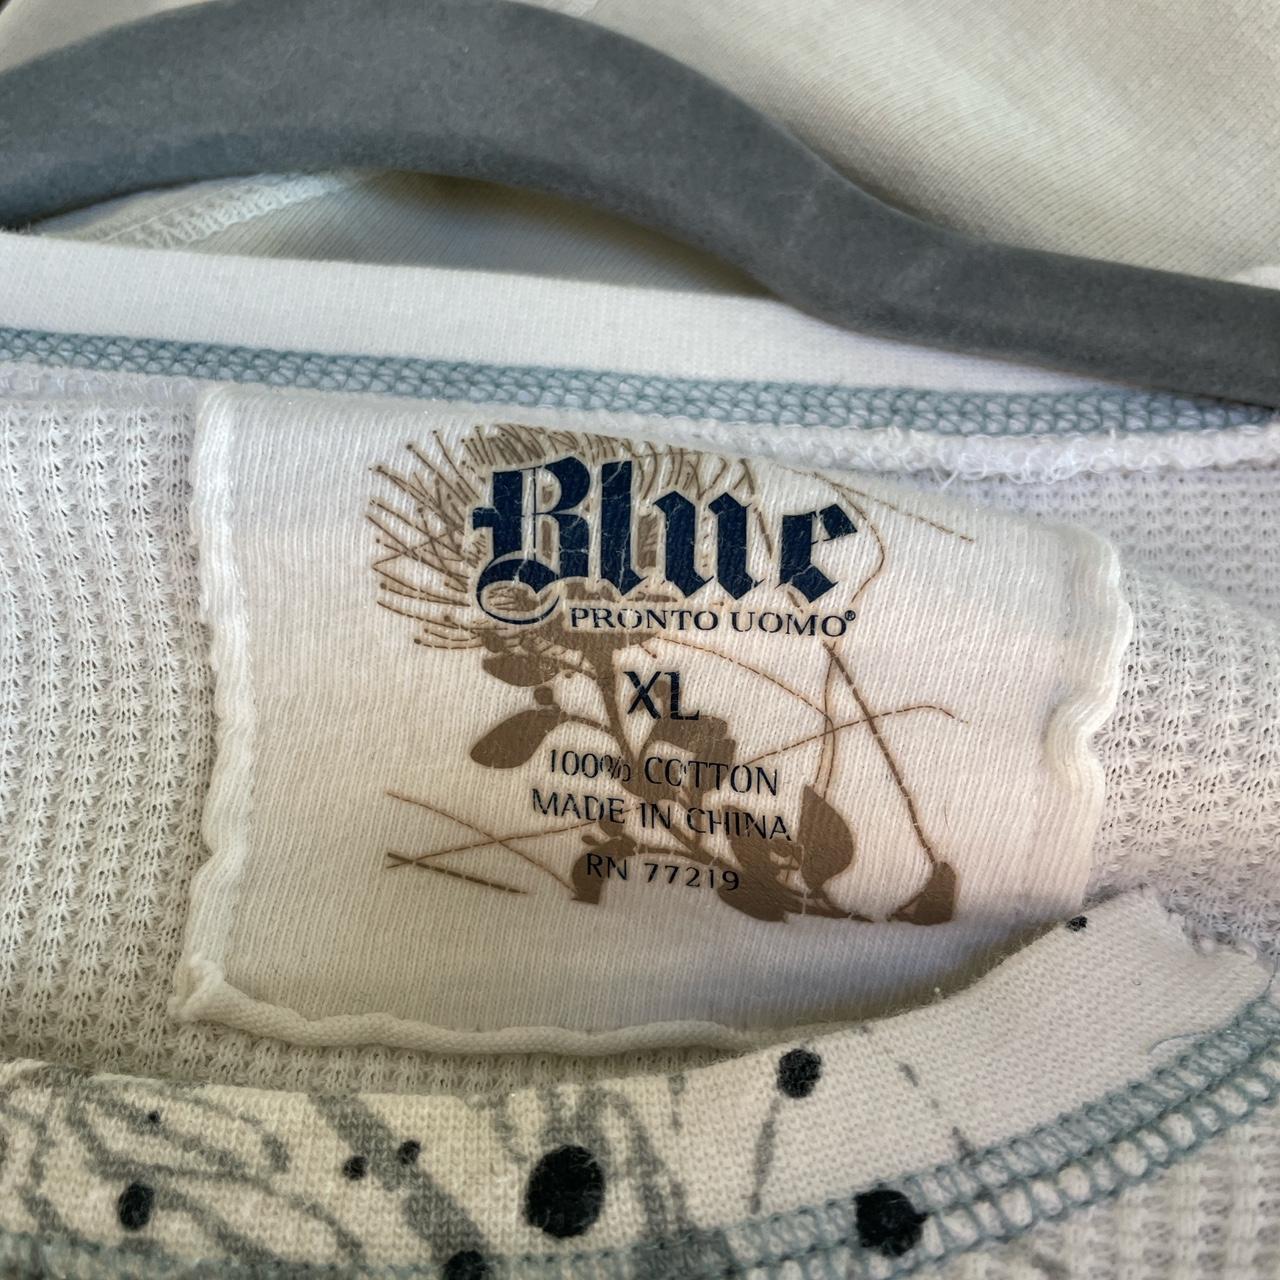 Blue
PRONTO UOMO®
XL
100% COTTON
MADE IN CHINA
RN 77219